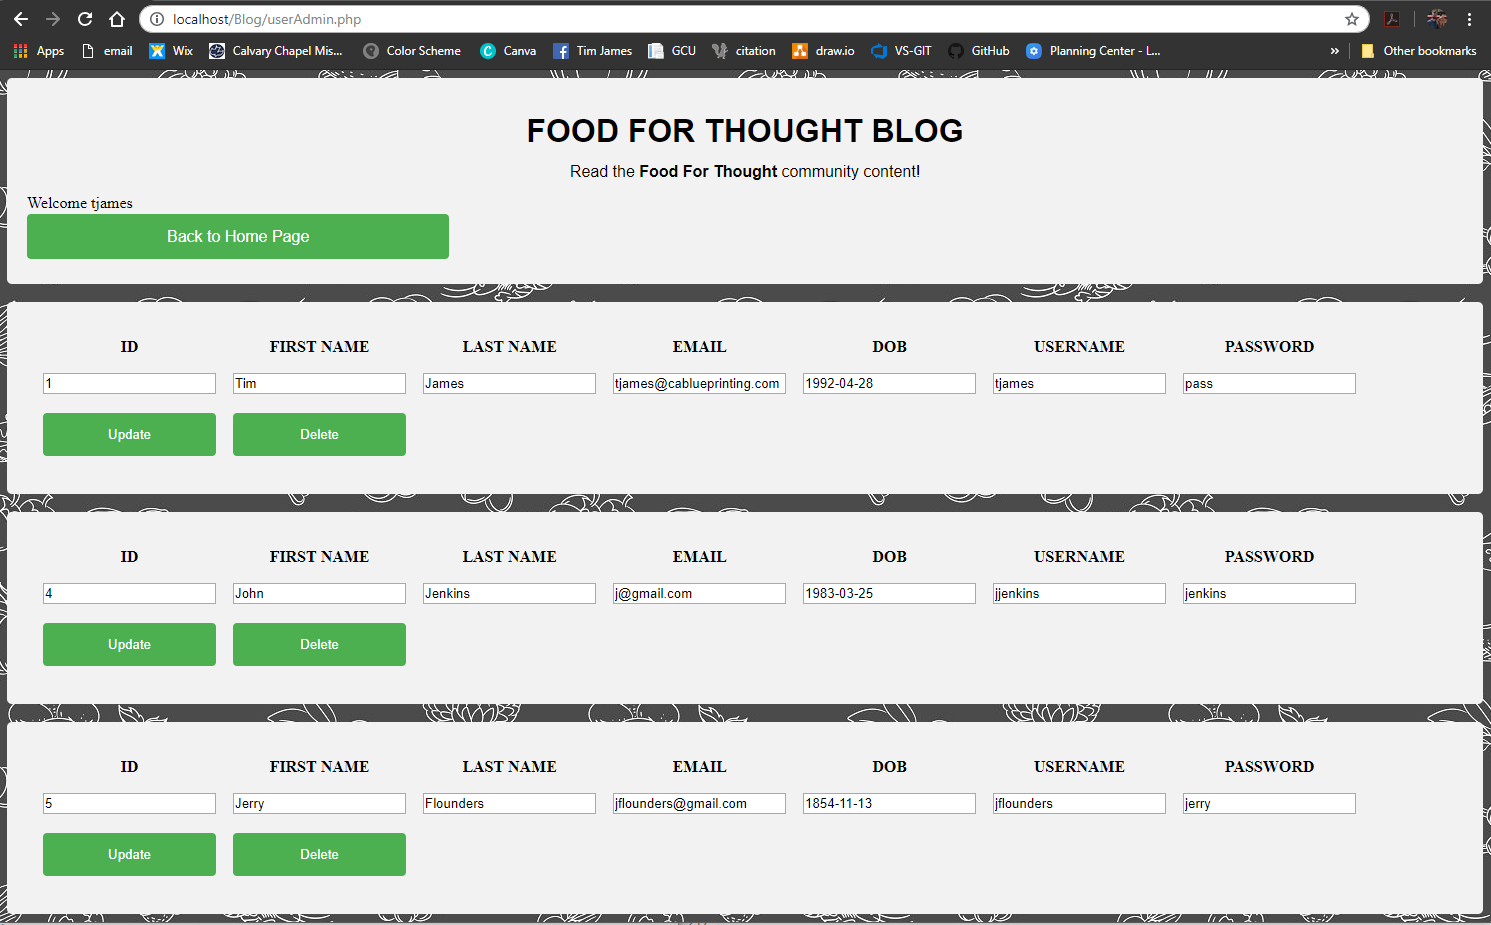 localhost/Blog/userAdmin.php
Apps email Wix Calvary Chapel Mis... Color Scheme Canva Tim James GCU citation draw.io VS-GIT GitHub Planning Center - L... » Other bookmarks
FOOD FOR THOUGHT BLOG
Read the Food For Thought community content!
Welcome tjames
Back to Home Page
ID FIRST NAME LAST NAME EMAIL DOB USERNAME PASSWORD
1 Tim James tjames@cablueprinting.com 1992-04-28 tjames pass
Update Delete
ID FIRST NAME LAST NAME EMAIL DOB USERNAME PASSWORD
4 John Jenkins j@gmail.com 1983-03-25 jjenkins jenkins
Update Delete
ID FIRST NAME LAST NAME EMAIL DOB USERNAME PASSWORD
5 Jerry Flounders jflounders@gmail.com 1854-11-13 jflounders jerry
Update Delete